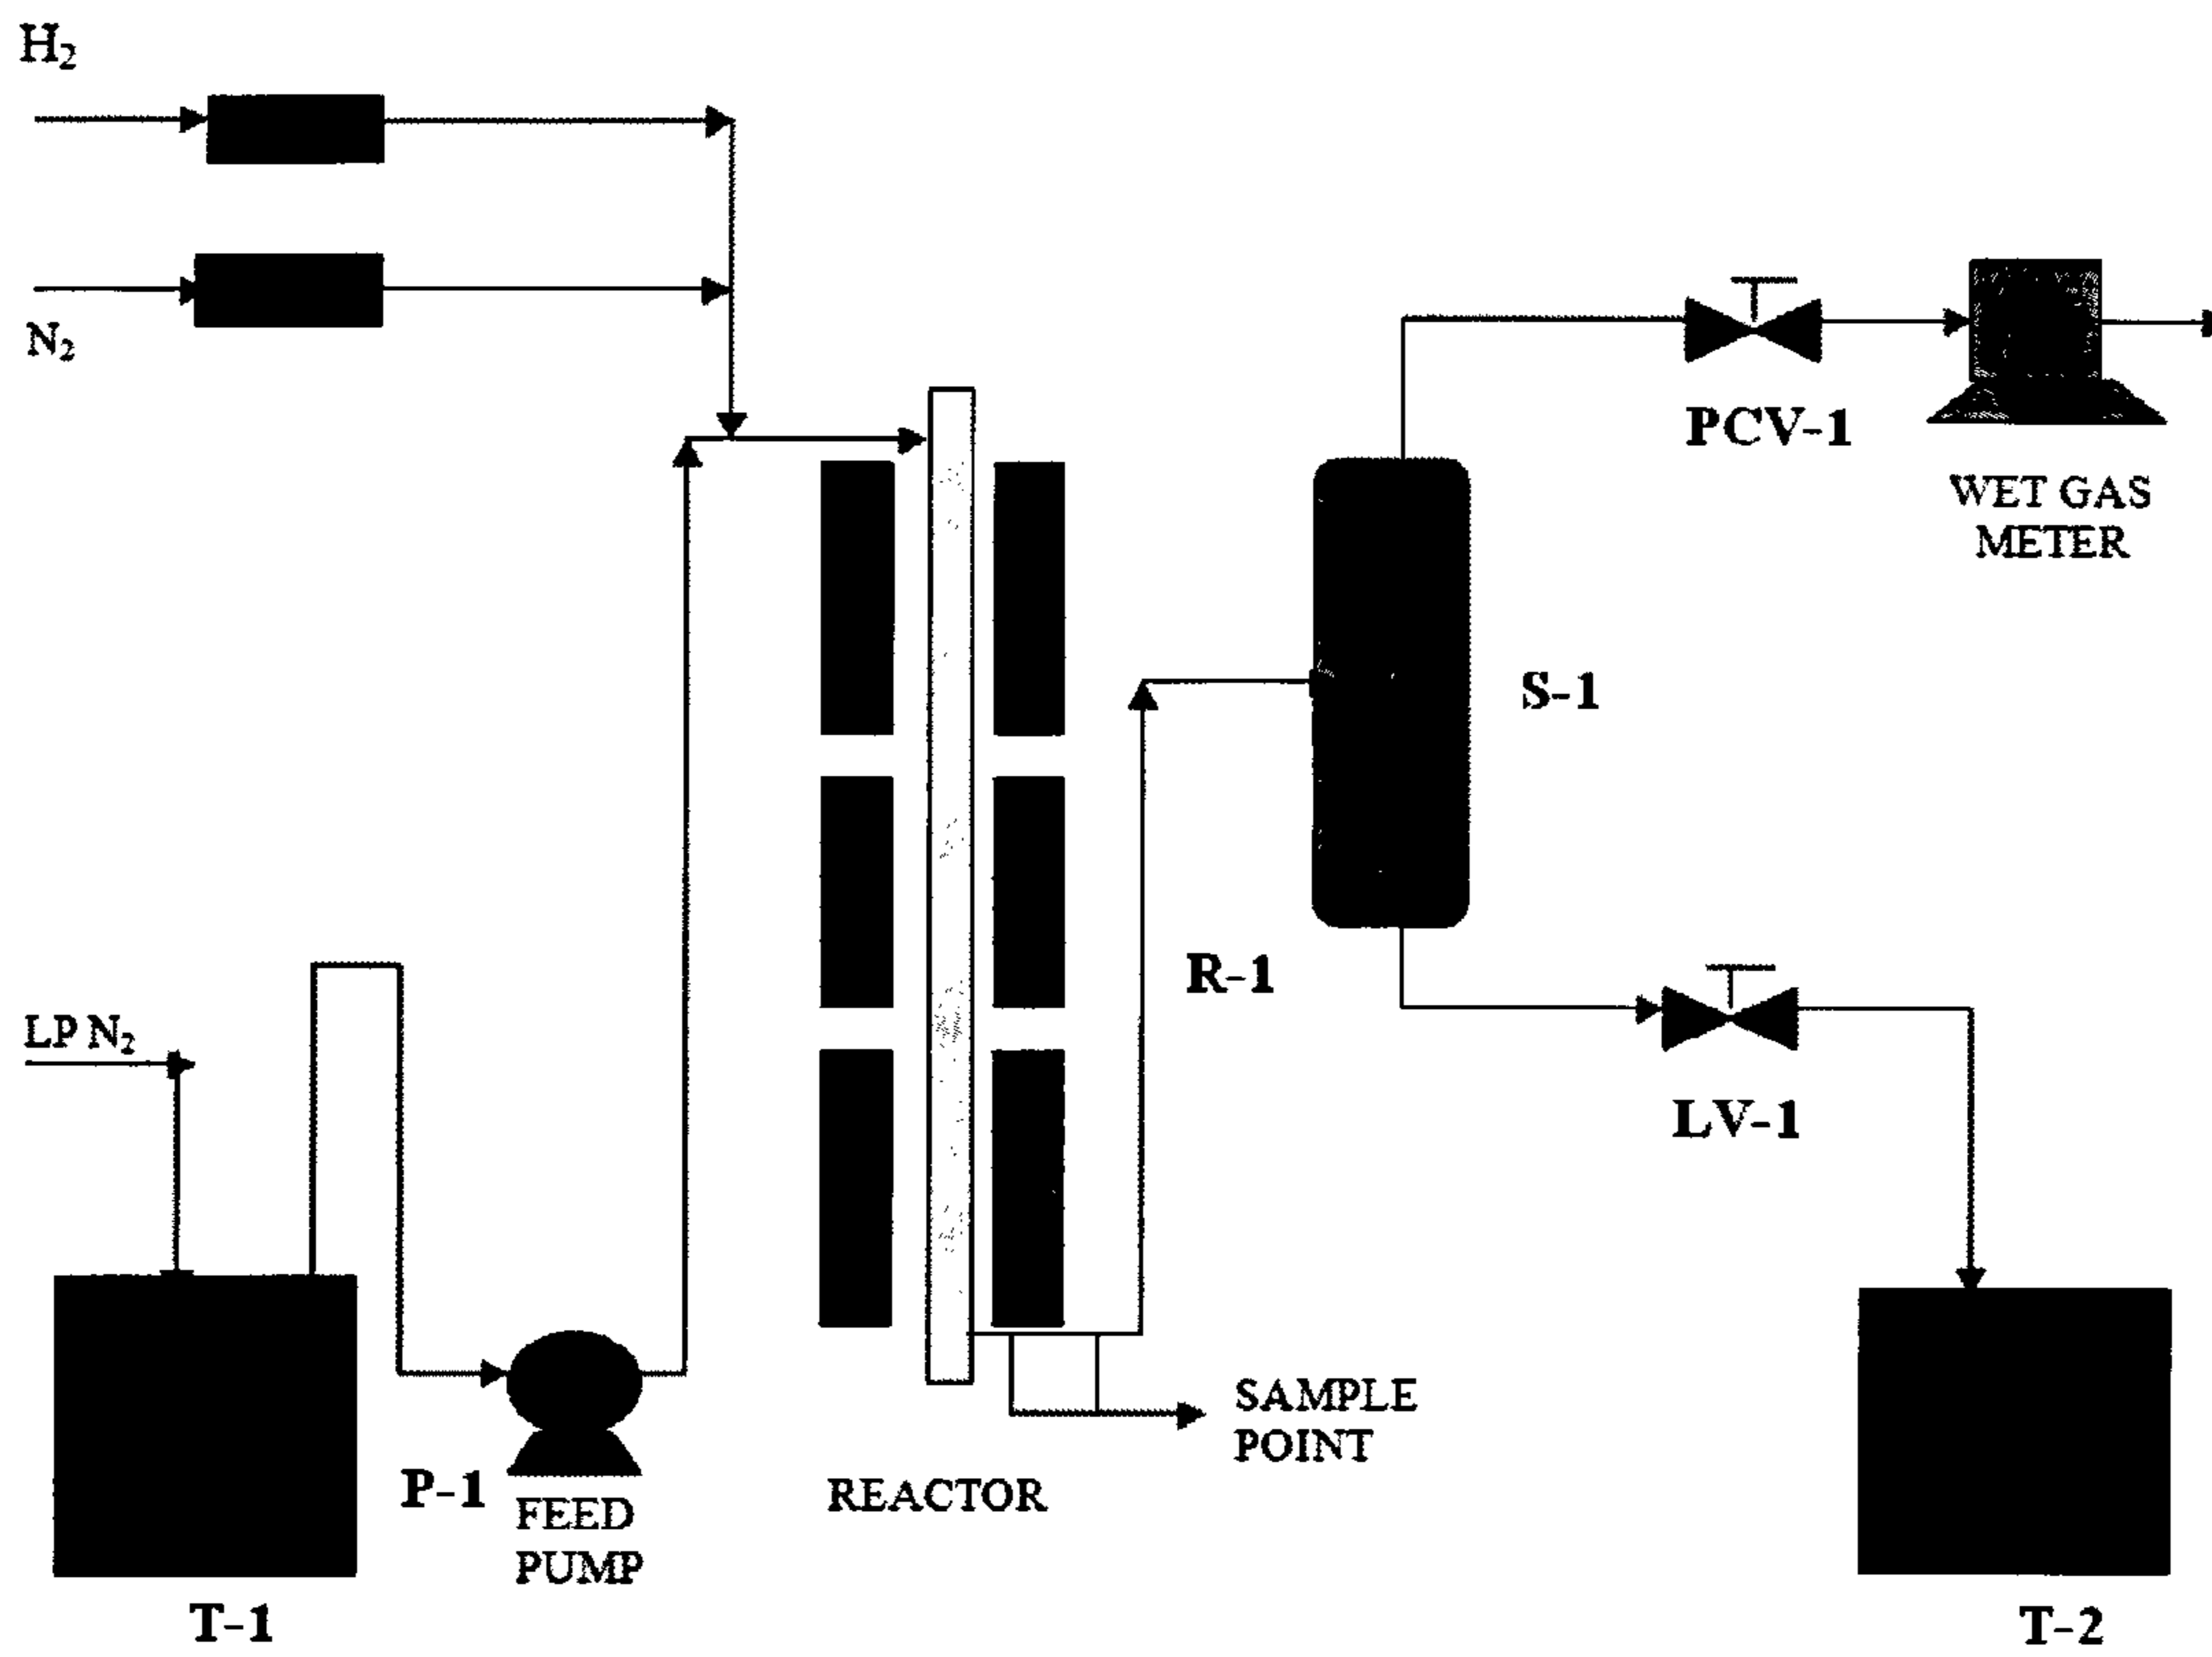 H₂
N₂
PCV-1
WET GAS
METER
S-1
R-1
LP N₂
LV-1
SAMPLE
POINT
P-1
FEED
PUMP
REACTOR
T-1
T-2